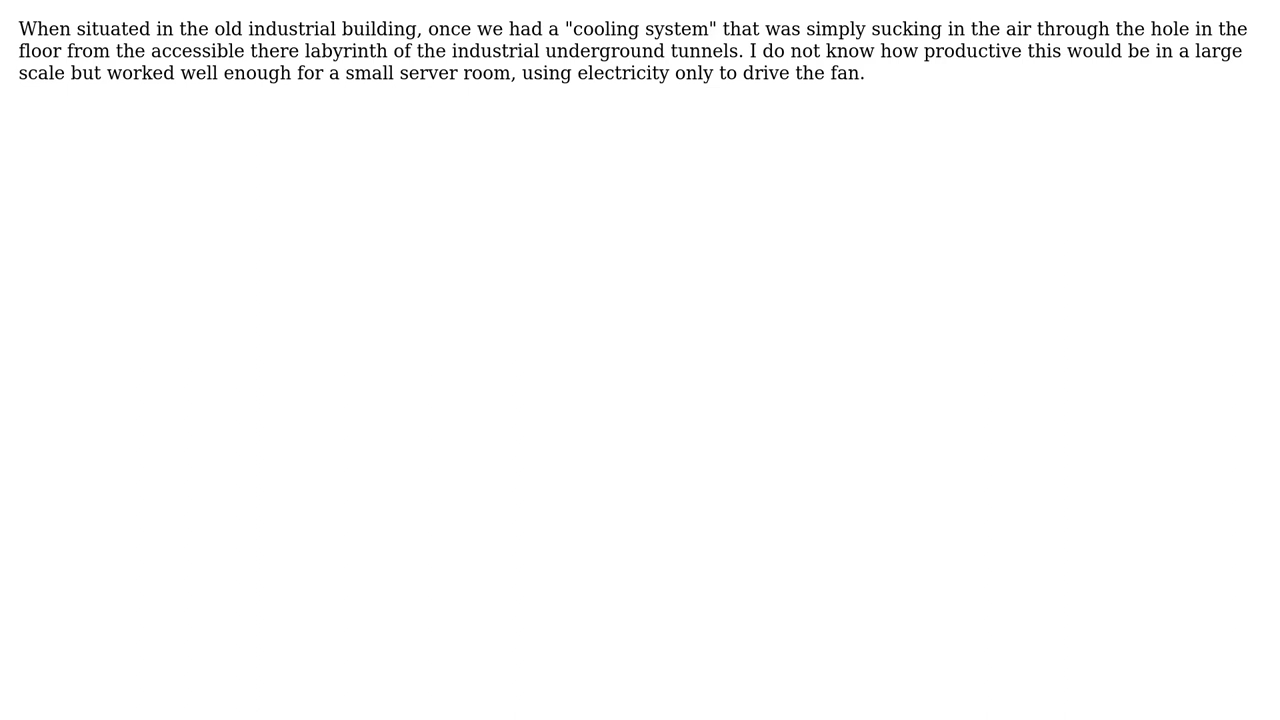 When situated in the old industrial building, once we had a "cooling system" that was simply sucking in the air through the hole in the
floor from the accessible there labyrinth of the industrial underground tunnels. I do not know how productive this would be in a large
scale but worked well enough for a small server room, using electricity only to drive the fan.